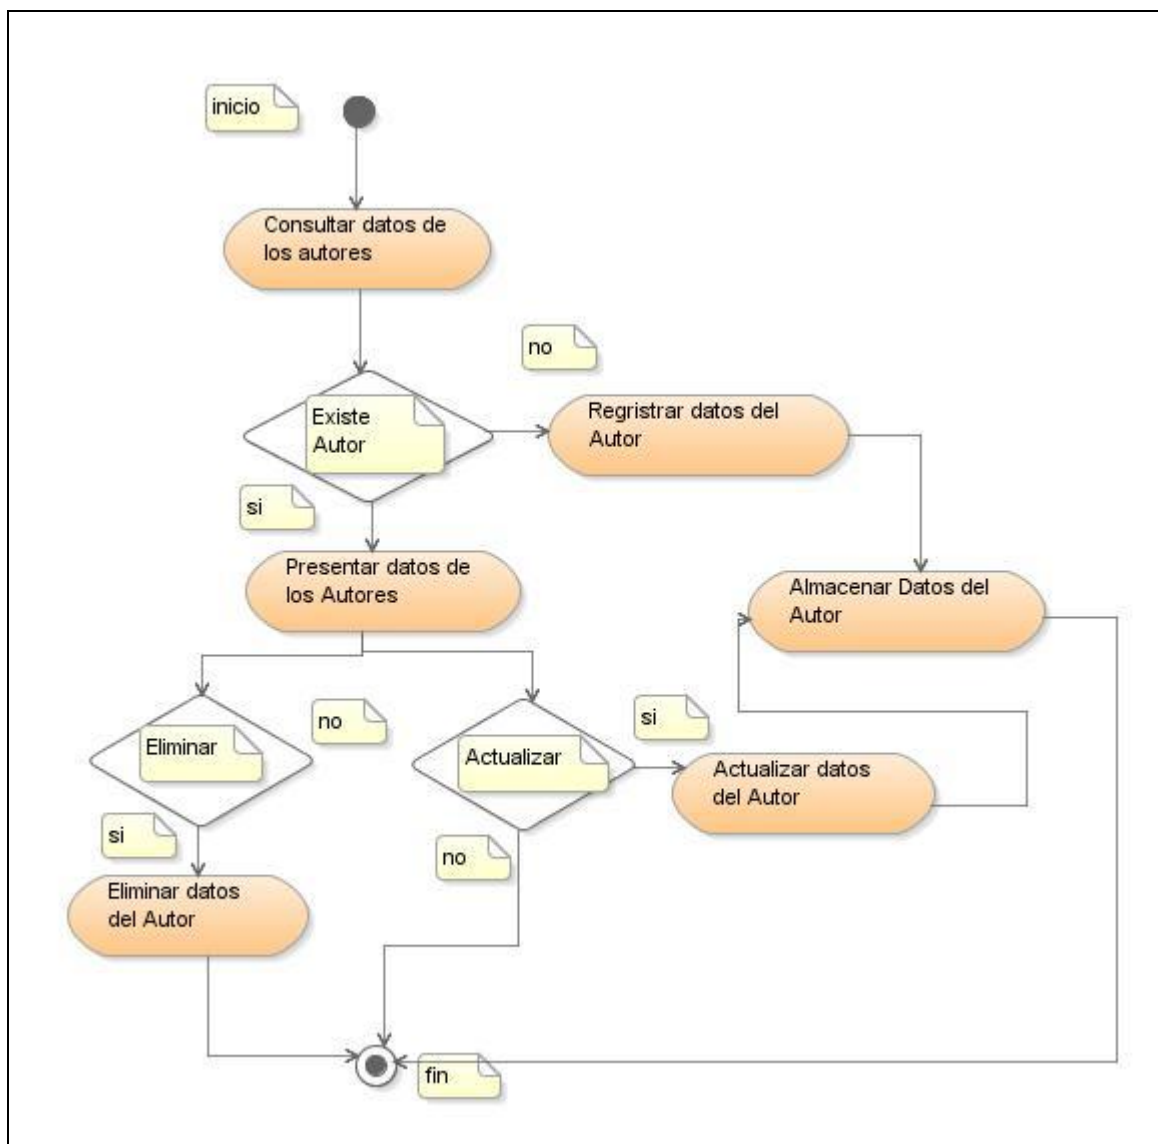 inicio
Consultar datos de
los autores
no
Existe
Autor
Regristrar datos del
Autor
si
Presentar datos de
los Autores
Almacenar Datos del
Autor
no
si
Eliminar
Actualizar
Actualizar datos
del Autor
si
no
Eliminar datos
del Autor
fin